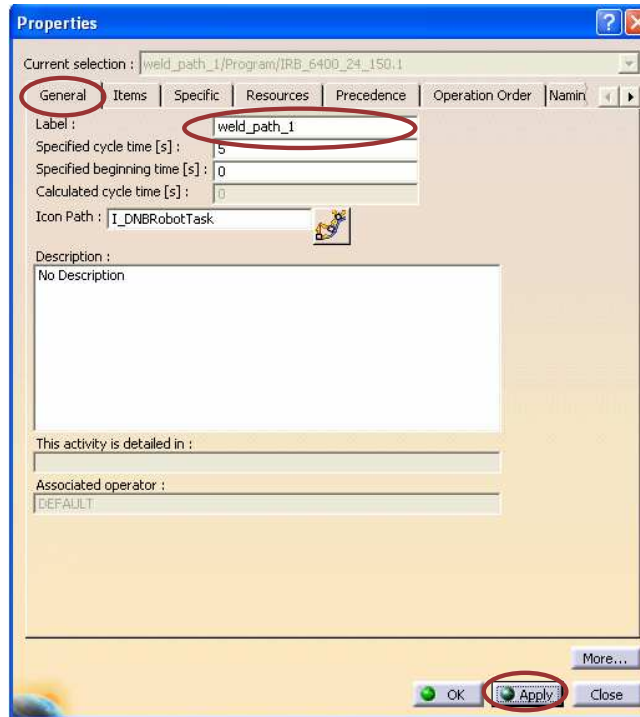 Properties
Current selection : weld_path_1/Program/IRB_6400_24_150.1
General Items Specific Resources Precedence Operation Order Namin
Label : weld_path_1
Specified cycle time [s] : 5
Specified beginning time [s] : 0
Calculated cycle time [s] : 0
Icon Path : I_DNBRobotTask
Description :
No Description
This activity is detailed in :
Associated operator :
DEFAULT
More...
OK Apply Close